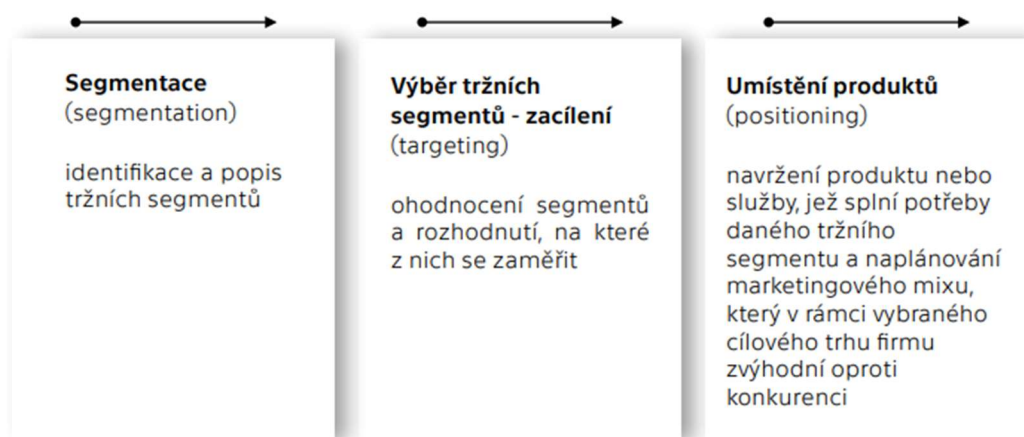 Segmentace
(segmentation)
identifikace a popis
tržních segmentů
Výběr tržních
segmentů - zacílení
(targeting)
ohodnocení segmentů
a rozhodnutí, na které
z nich se zaměřit
Umístění produktů
(positioning)
navržení produktu nebo
služby, jež splní potřeby
daného tržního
segmentu a naplánování
marketingového mixu,
který v rámci vybraného
cílového trhu firmu
zvýhodní oproti
konkurenci